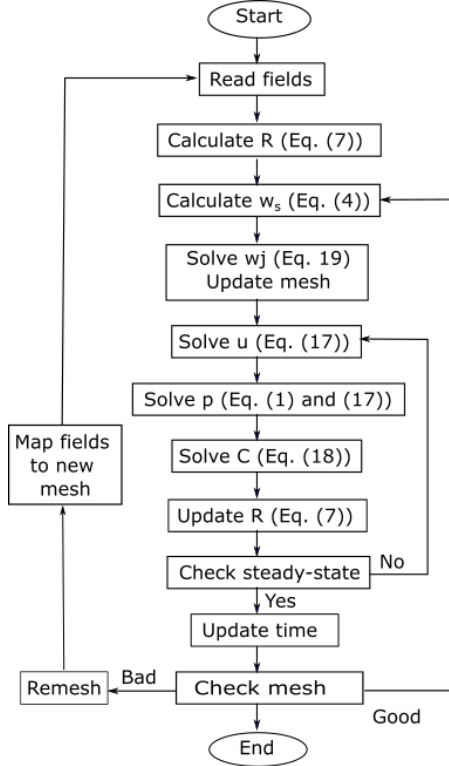 Start
Read fields
Calculate R (Eq. (7))
Calculate ws (Eq. (4))
Solve wj (Eq. 19)
Update mesh
Solve u (Eq. (17))
Solve p (Eq. (1) and (17))
Map fields
to new
mesh
Solve C (Eq. (18))
Update R (Eq. (7))
Check steady-state
No
Yes
Update time
Remesh
Bad
Check mesh
Good
End